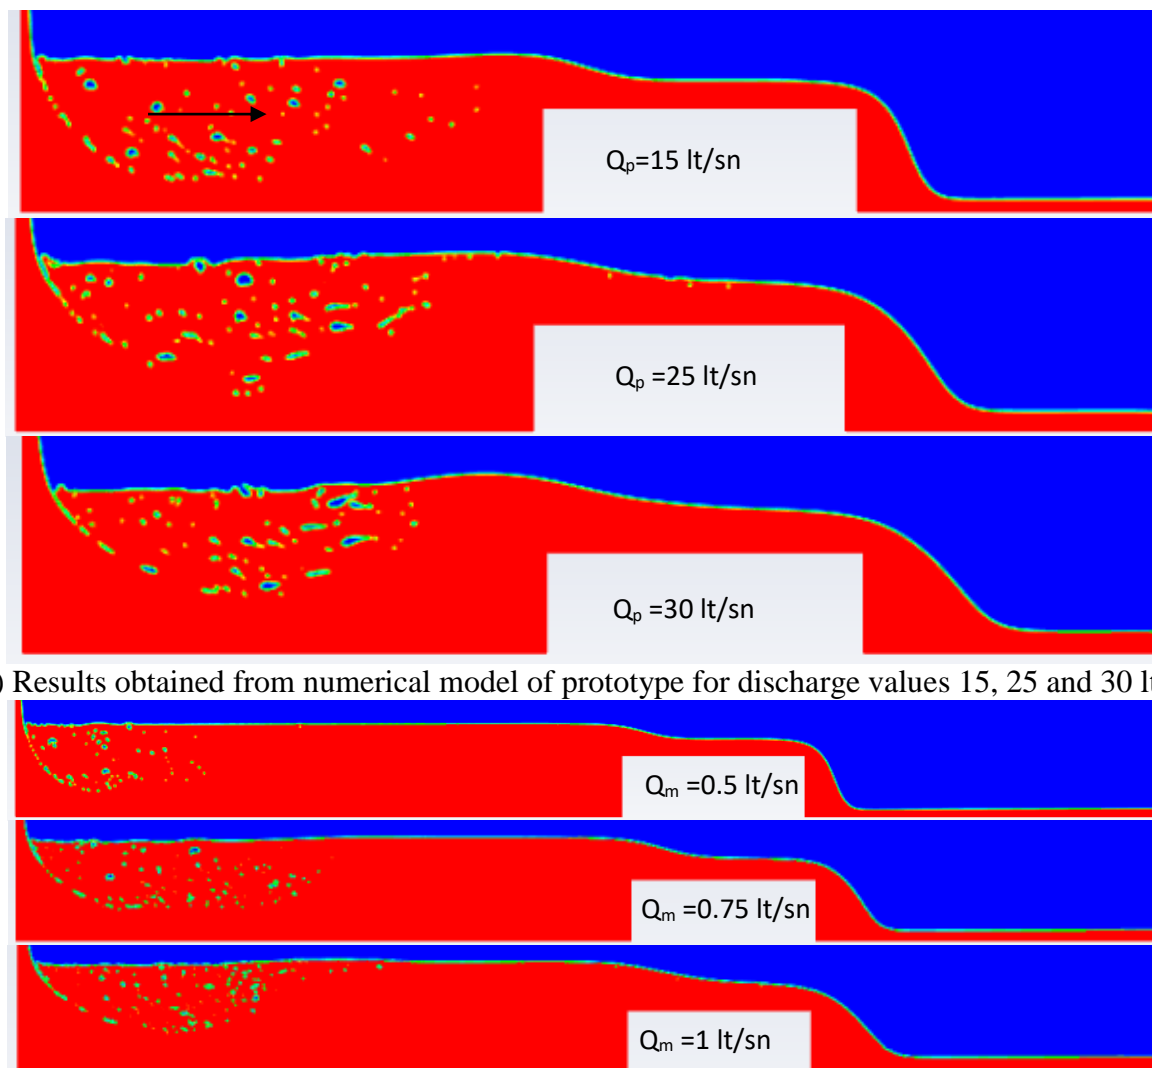 Qₚ=15 lt/sn
Qₚ =25 lt/sn
Qₚ =30 lt/sn
) Results obtained from numerical model of prototype for discharge values 15, 25 and 30 lt
Qₘ =0.5 lt/sn
Qₘ =0.75 lt/sn
Qₘ =1 lt/sn